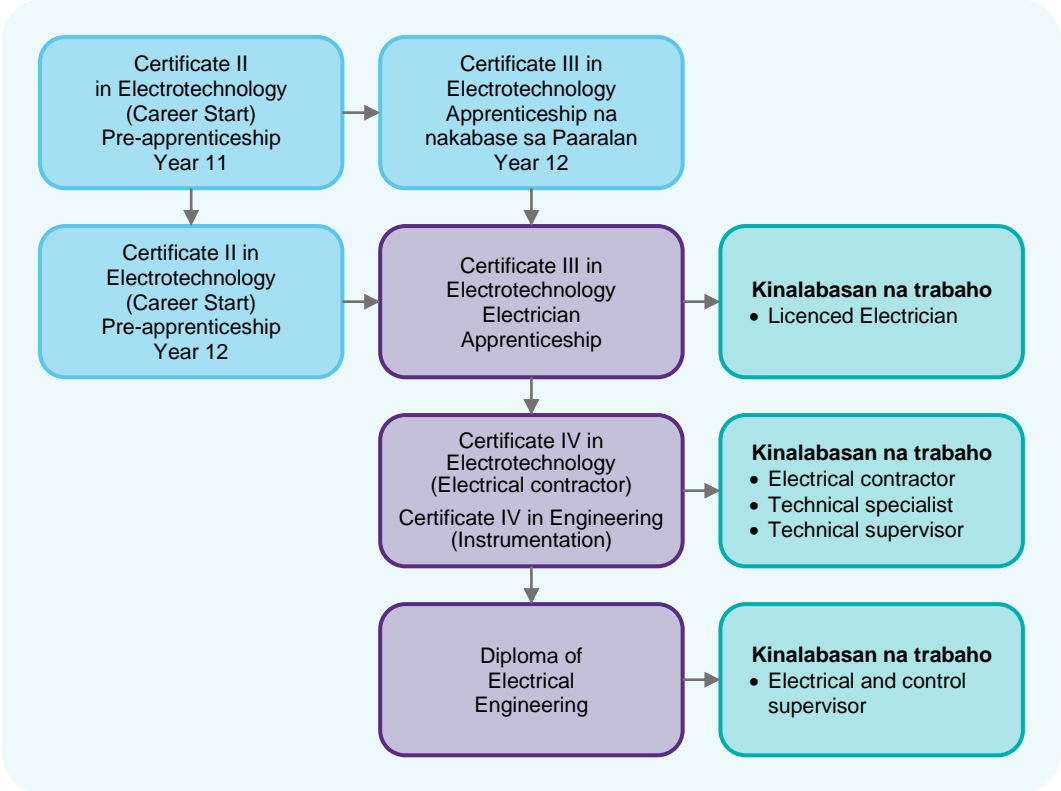 Certificate II
in Electrotechnology
(Career Start)
Pre-apprenticeship
Year 11
Certificate III in
Electrotechnology
Apprenticeship na
nakabase sa Paaralan
Year 12
Certificate II in
Electrotechnology
(Career Start)
Pre-apprenticeship
Year 12
Certificate III in
Electrotechnology
Electrician
Apprenticeship
Kinalabasan na trabaho
• Licenced Electrician
Certificate IV in
Electrotechnology
(Electrical contractor)
Certificate IV in Engineering
(Instrumentation)
Kinalabasan na trabaho
• Electrical contractor
• Technical specialist
• Technical supervisor
Diploma of
Electrical
Engineering
Kinalabasan na trabaho
• Electrical and control
supervisor